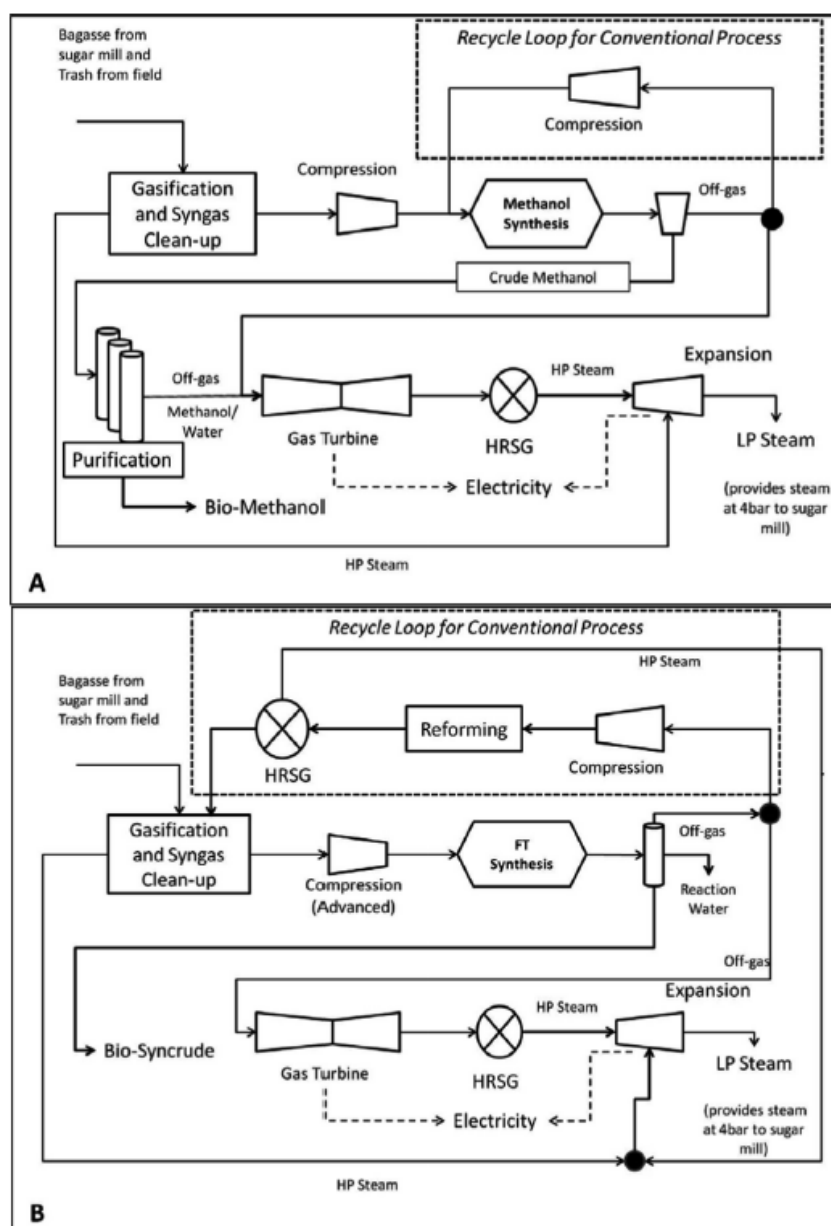 Bagasse from
sugar mill and
Trash from field
Recycle Loop for Conventional Process
Compression
Compression
Gasification
and Syngas
Clean-up
Methanol
Synthesis
Off-gas
Crude Methanol
Off-gas
Methanol/
Water
Purification
Bio-Methanol
Gas Turbine
HRSG
HP Steam
Expansion
LP Steam
Electricity
(provides steam
at 4bar to sugar
mill)
HP Steam
A
Recycle Loop for Conventional Process
HP Steam
Bagasse from
sugar mill and
Trash from field
HRSG
Reforming
Compression
Gasification
and Syngas
Clean-up
Compression
(Advanced)
FT
Synthesis
Off-gas
Reaction
Water
Off-gas
Bio-Syncrude
Gas Turbine
HRSG
HP Steam
Expansion
LP Steam
Electricity
(provides steam
at 4bar to sugar
mill)
HP Steam
B